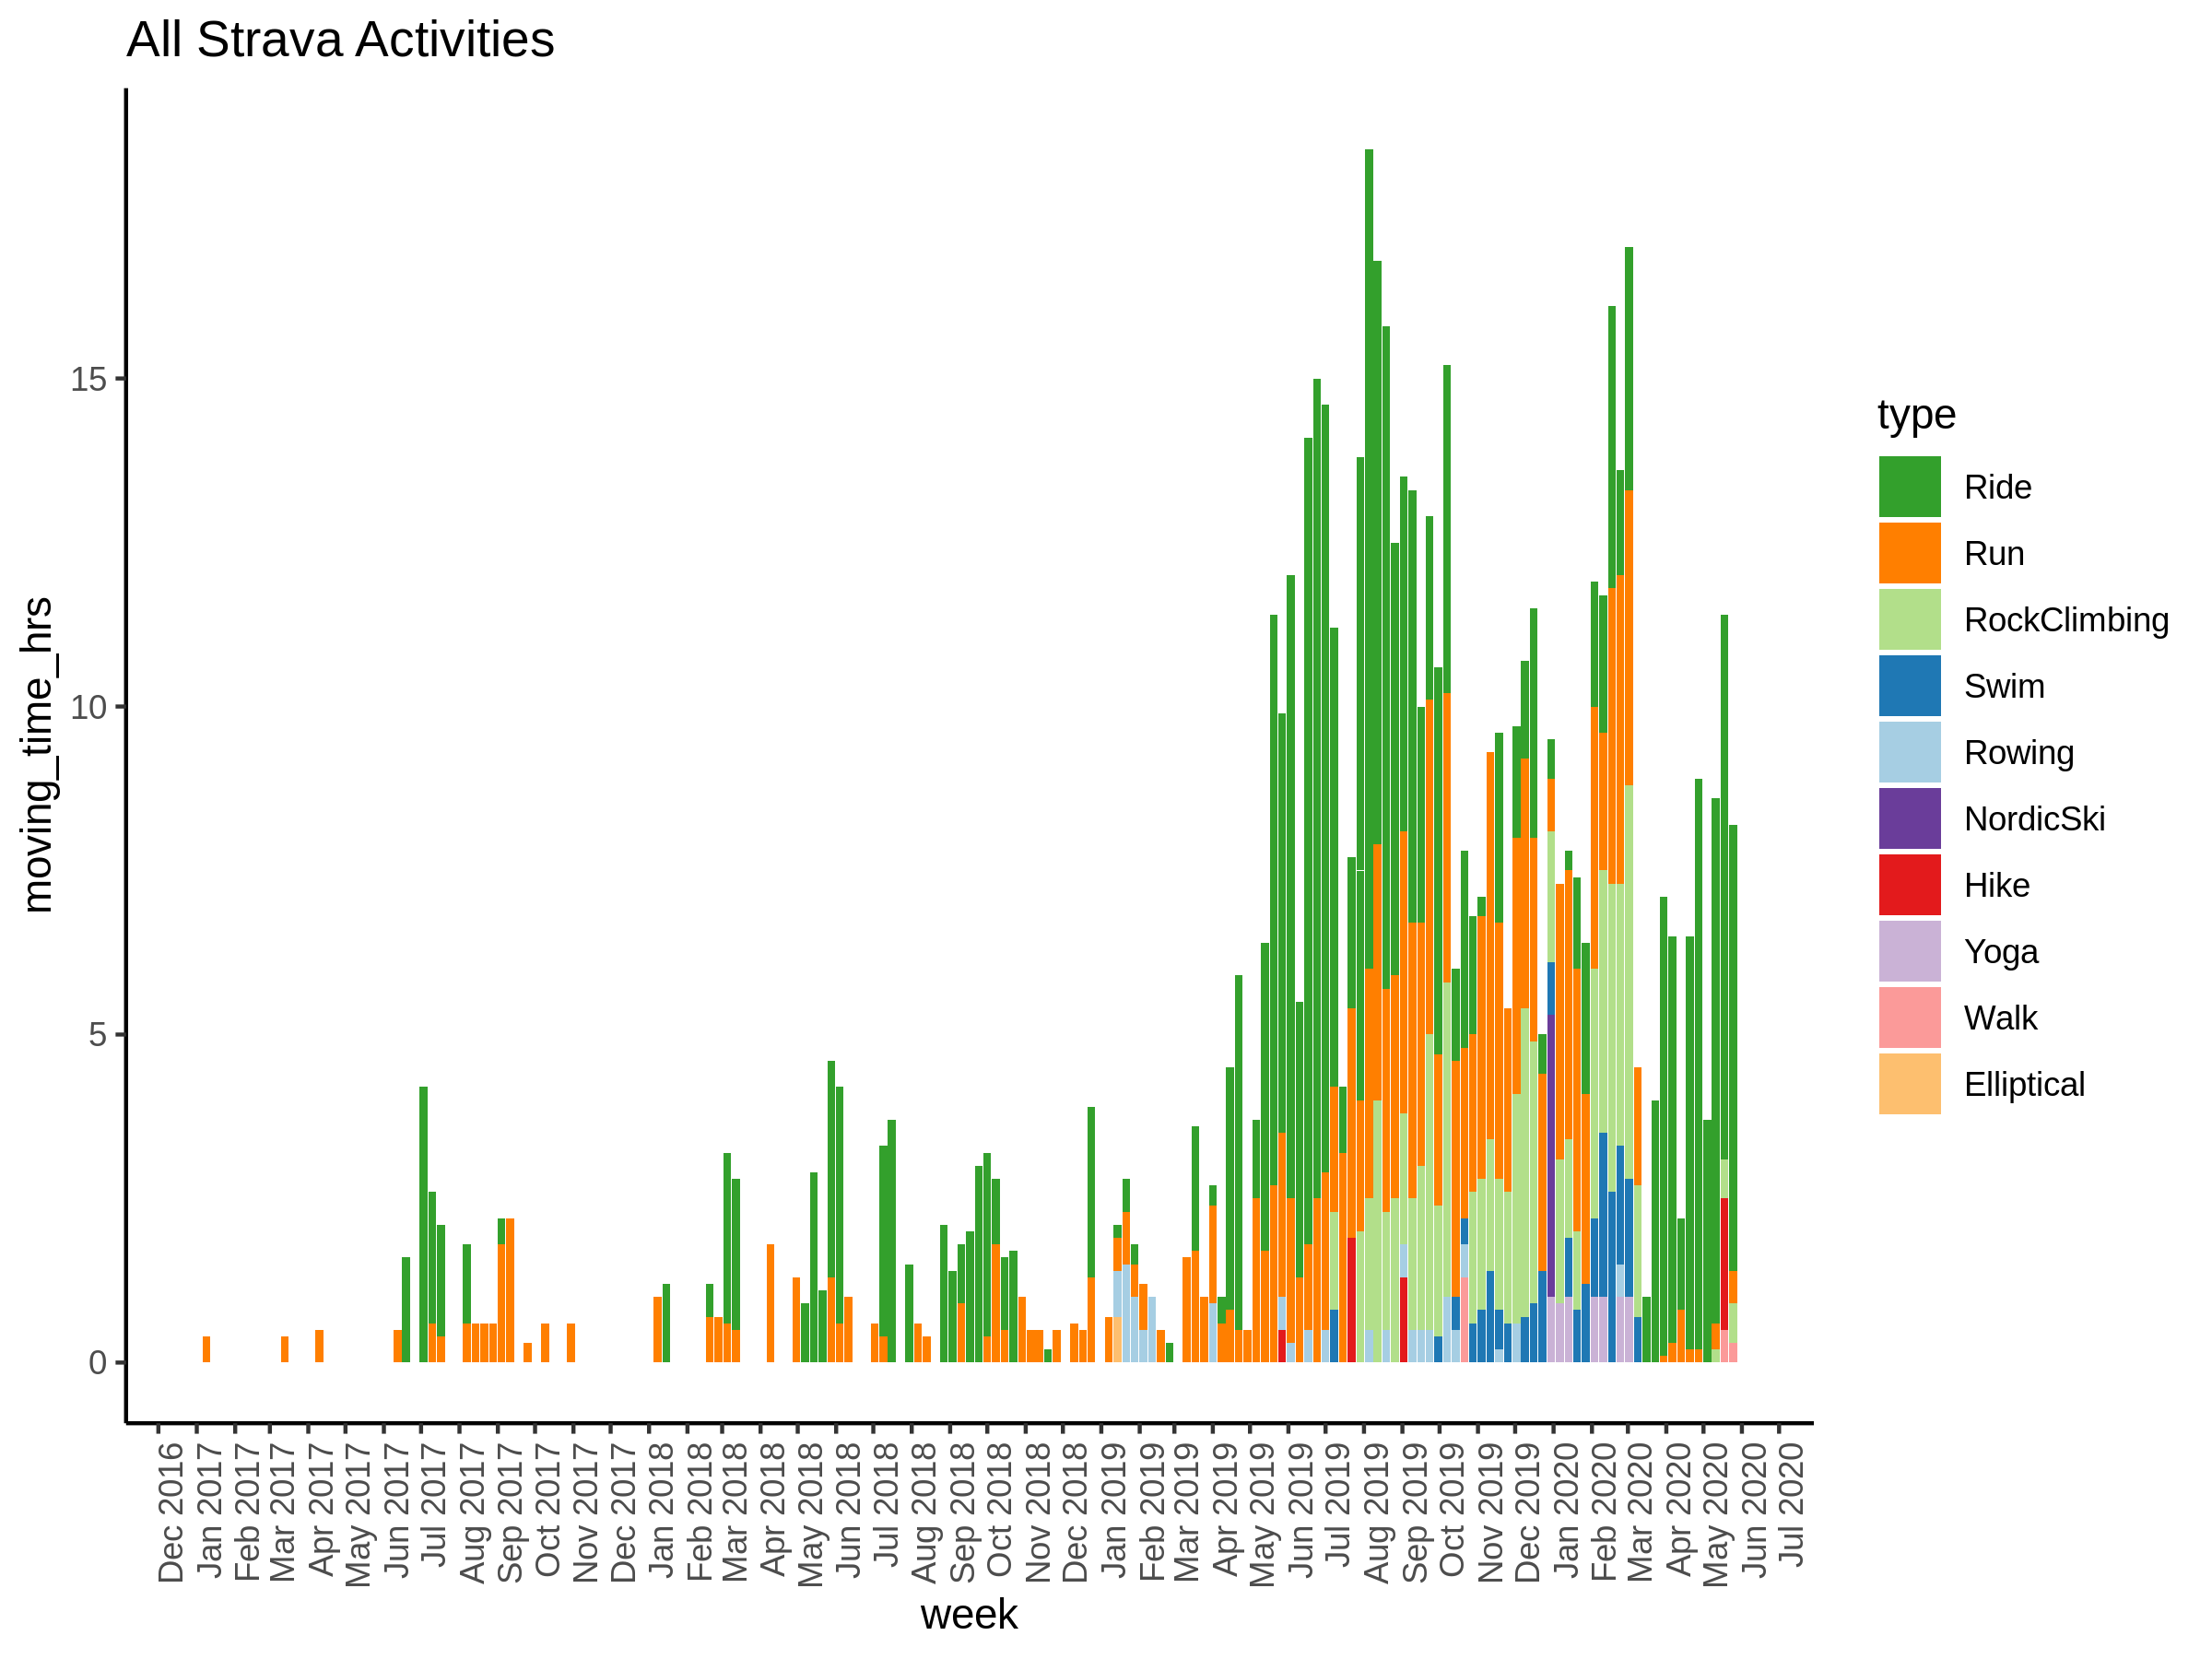 All Strava Activities
moving_time_hrs
15
10
5
0
Dec 2016
Jan 2017
Feb 2017
Mar 2017
Apr 2017
May 2017
Jun 2017
Jul 2017
Aug 2017
Sep 2017
Oct 2017
Nov 2017
Dec 2017
Jan 2018
Feb 2018
Mar 2018
Apr 2018
May 2018
Jun 2018
Jul 2018
Aug 2018
Sep 2018
Oct 2018
Nov 2018
Dec 2018
Jan 2019
Feb 2019
Mar 2019
Apr 2019
May 2019
Jun 2019
Jul 2019
Aug 2019
Sep 2019
Oct 2019
Nov 2019
Dec 2019
Jan 2020
Feb 2020
Mar 2020
Apr 2020
May 2020
Jun 2020
Jul 2020
week
type
Ride
Run
RockClimbing
Swim
Rowing
NordicSki
Hike
Yoga
Walk
Elliptical